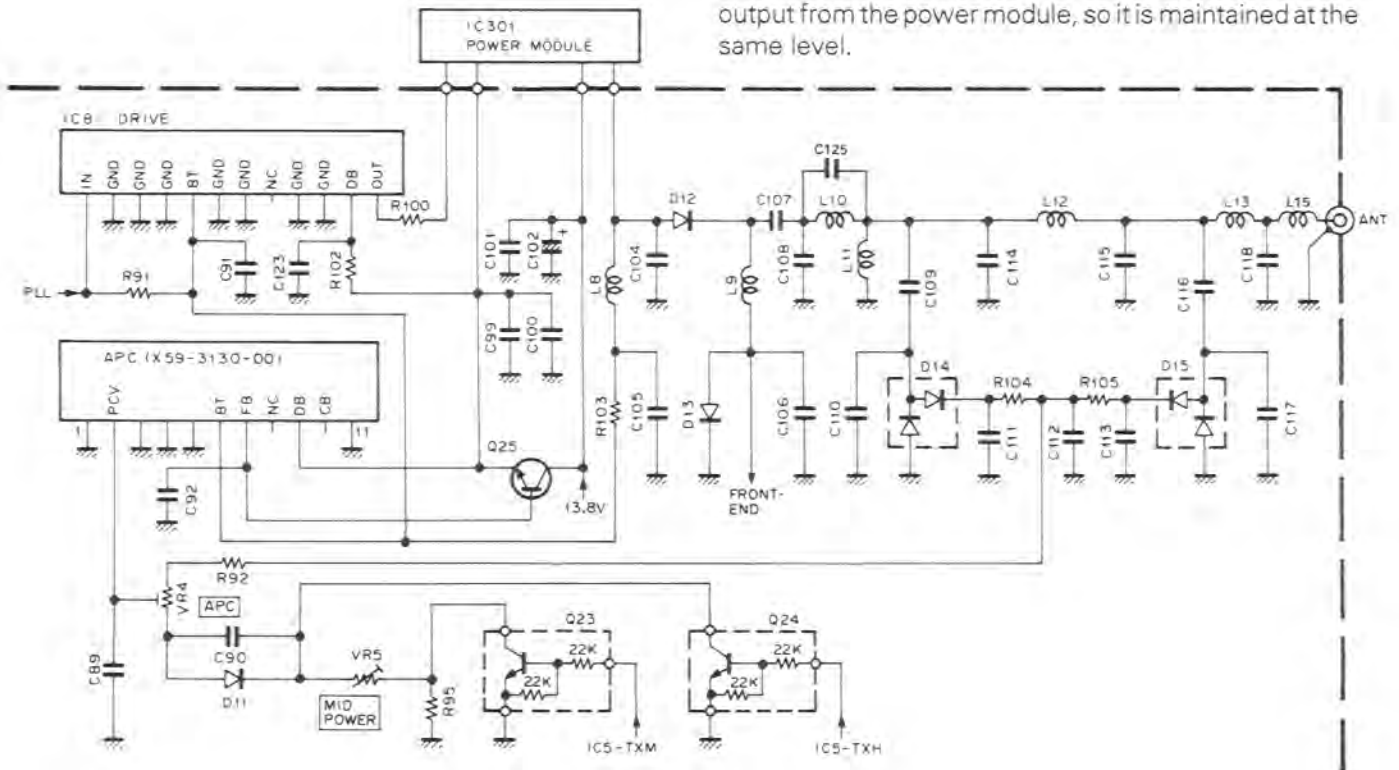 output from the power module, so it is maintained at the
same level.
IC301
POWER MODULE
IC8: DRIVE
IN
GND
GND
GND
BT
GND
GND
NC
GND
GND
DB
OUT
R100
PLL
R91
C91
C123
R102
C101
C102
+
C99
C100
L8
C104
D12
C107
C125
L10
C108
L11
L9
C109
C114
L12
C115
C116
L13
C118
L15
ANT
APC (X59-3130-00)
PCV
BT
FB
NC
DB
CB
1
11
C92
Q25
13.8V
R103
C105
D13
C106
FRONT-
END
C110
D14
C111
R104
C112
R105
C113
D15
C117
R92
VR4
APC
C89
C90
D11
VR5
MID
POWER
R95
Q23
22K
22K
Q24
22K
22K
IC5-TXM
IC5-TXH